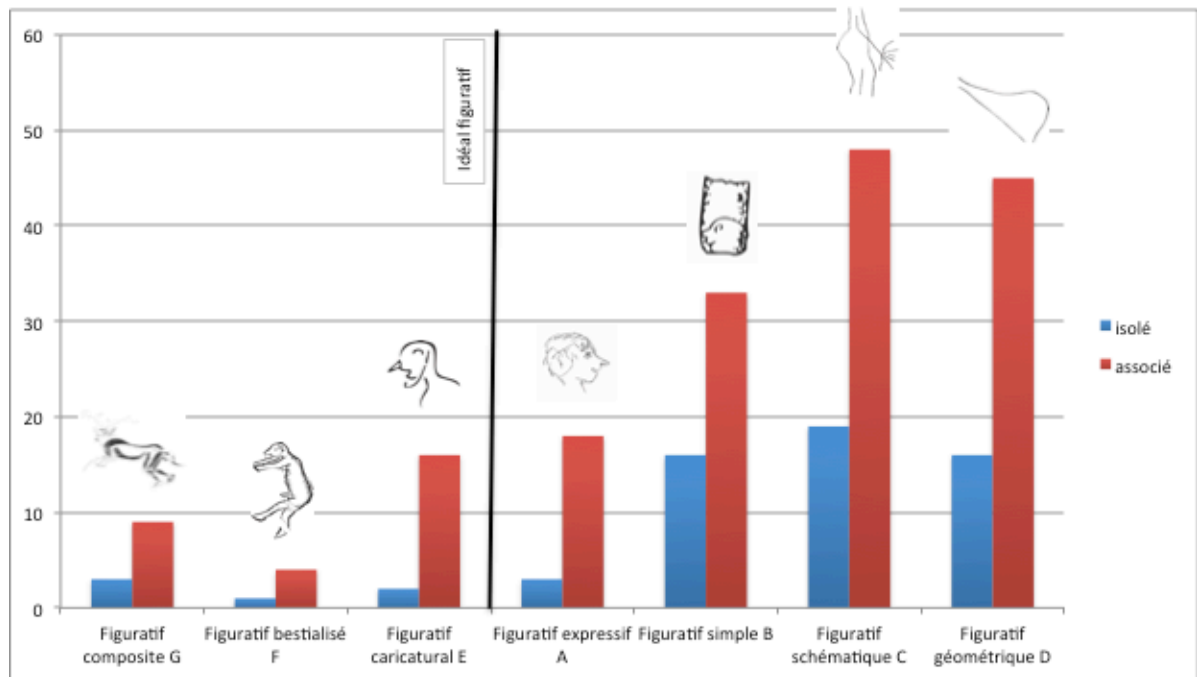 60
50
40
30
20
10
0
Idéal figuratif
Figuratif
composite G
Figuratif bestialisé
F
Figuratif
caricatural E
Figuratif expressif
A
Figuratif simple B
Figuratif
schématique C
Figuratif
géométrique D
isolé
associé